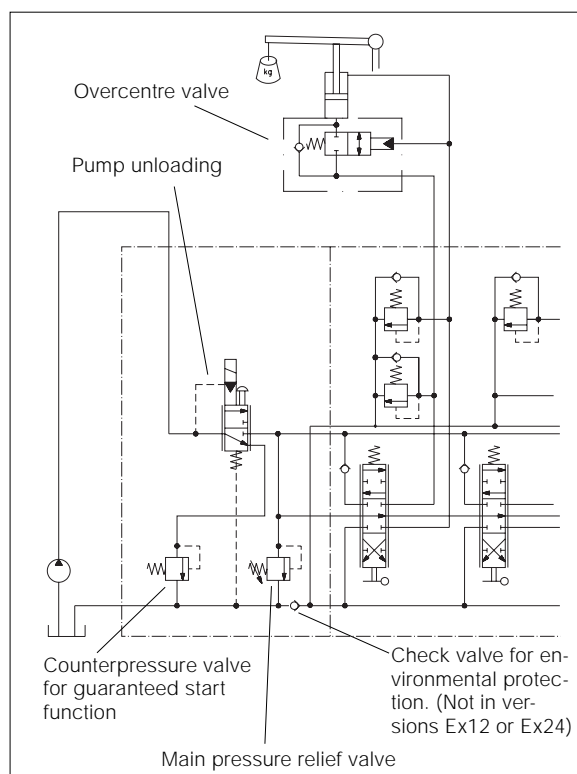 kg
Overcentre valve
Pump unloading
Counterpressure valve
for guaranteed start
function
Check valve for en-
vironmental protec-
tion. (Not in ver-
sions Ex12 or Ex24)
Main pressure relief valve